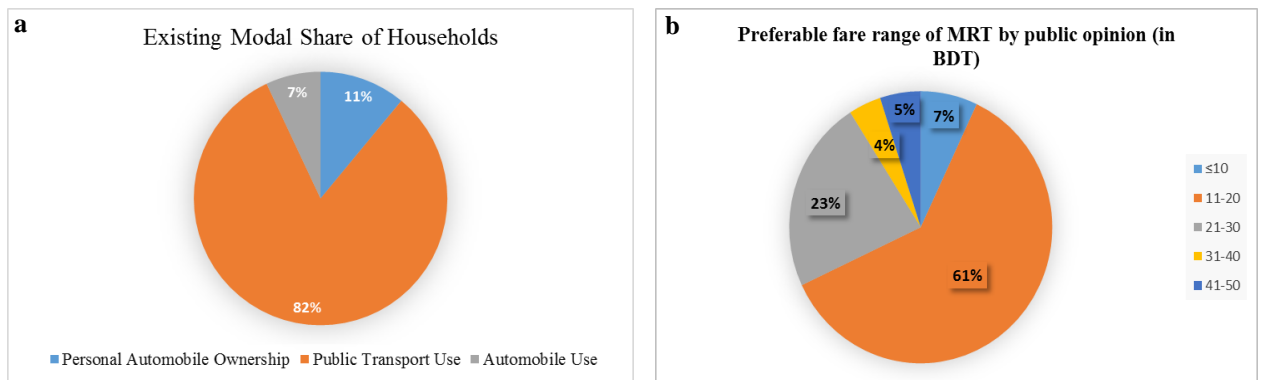 a
Existing Modal Share of Households
7%
11%
82%
Personal Automobile Ownership
Public Transport Use
Automobile Use
b
Preferable fare range of MRT by public opinion (in
BDT)
5%
7%
4%
23%
61%
≤10
11-20
21-30
31-40
41-50